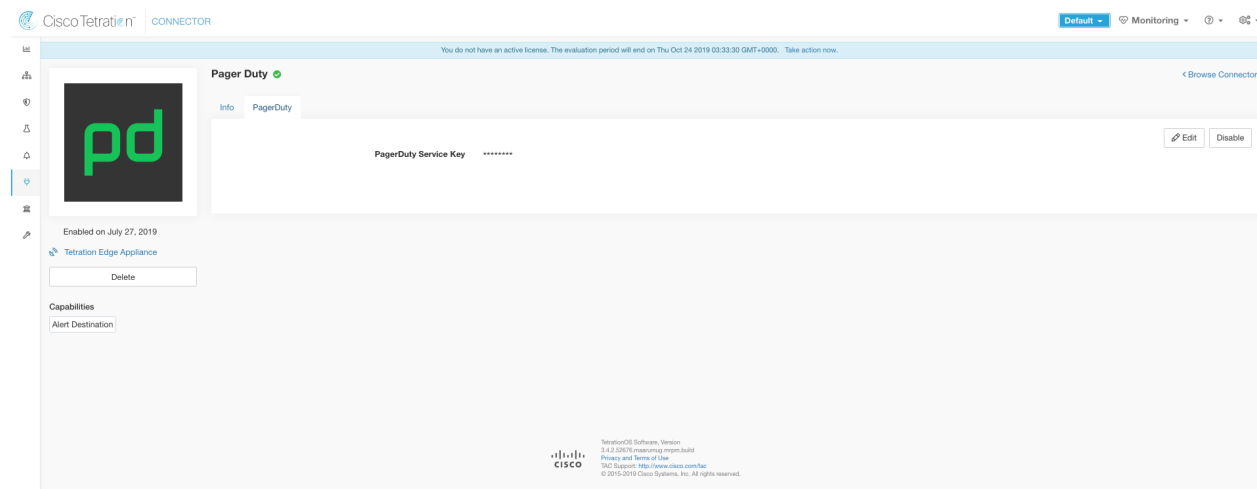 Cisco Tetration™ CONNECTOR
Default Monitoring
You do not have an active license. The evaluation period will end on Thu Oct 24 2019 03:33:30 GMT+0000. Take action now.
pd
Pager Duty
Browse Connector
Info PagerDuty
Edit Disable
PagerDuty Service Key ********
Enabled on July 27, 2019
Tetration Edge Appliance
Delete
Capabilities
Alert Destination
CISCO
TetrationOS Software, Version
3.4.2.52676.maarumug.mrpm.build
Privacy and Terms of Use
TAC Support: http://www.cisco.com/tac
© 2015-2019 Cisco Systems, Inc. All rights reserved.